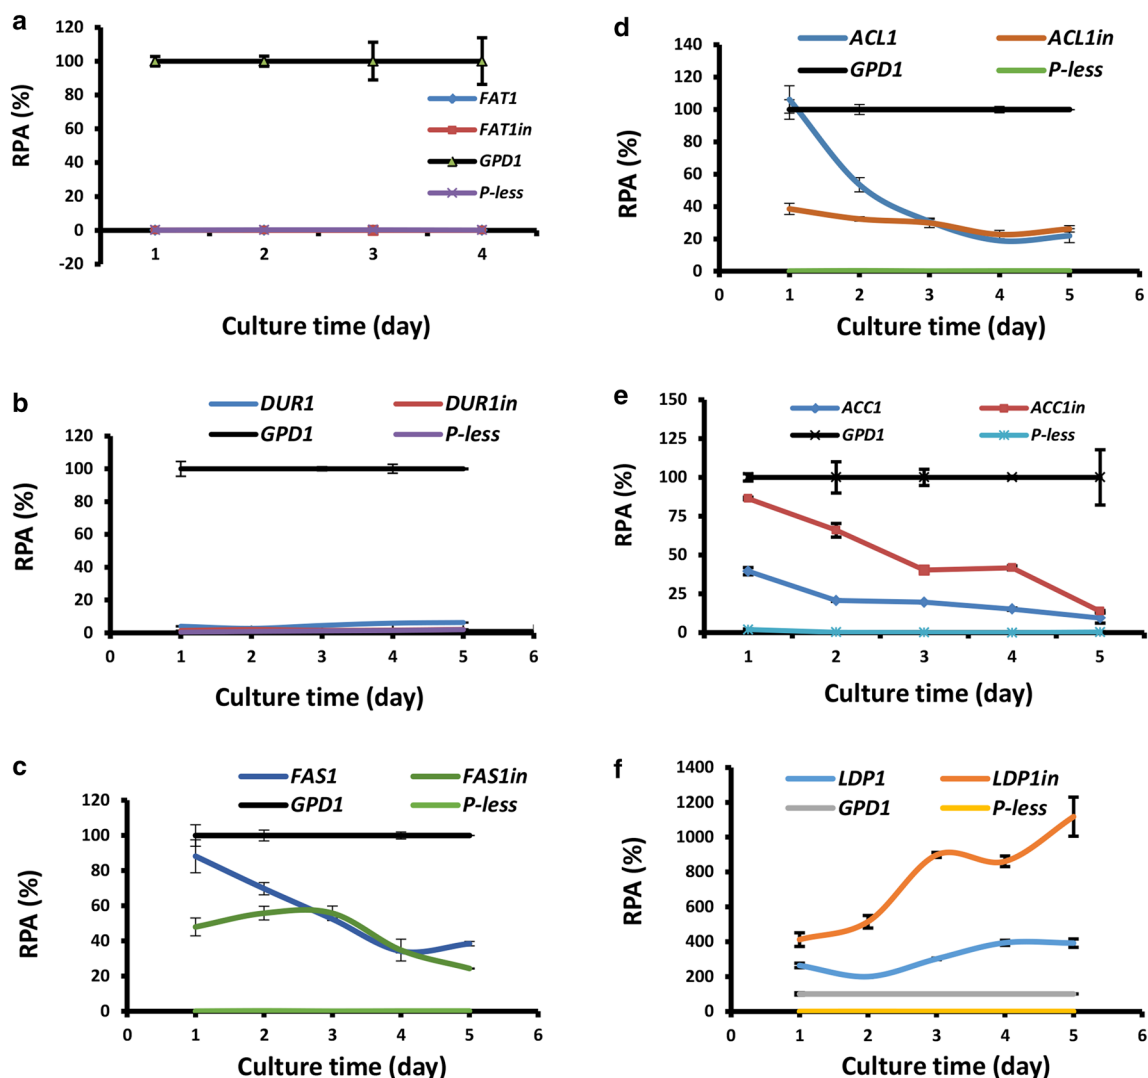 a
120
100
80
60
40
20
0
-20
RPA (%)
FAT1
FAT1in
GPD1
P-less
1 2 3 4
Culture time (day)
b
DUR1 DUR1in
GPD1 P-less
120
100
80
60
40
20
0
RPA (%)
0 1 2 3 4 5 6
Culture time (day)
c
FAS1 FAS1in
GPD1 P-less
120
100
80
60
40
20
0
RPA (%)
0 1 2 3 4 5 6
Culture time (day)
d
ACL1 ACL1in
GPD1 P-less
140
120
100
80
60
40
20
0
RPA (%)
0 1 2 3 4 5 6
Culture time (day)
e
ACC1 ACC1in
GPD1 P-less
150
125
100
75
50
25
0
RPA (%)
1 2 3 4 5
Culture time (day)
f
LDP1 LDP1in
GPD1 P-less
1400
1200
1000
800
600
400
200
0
RPA (%)
0 1 2 3 4 5 6
Culture time (day)